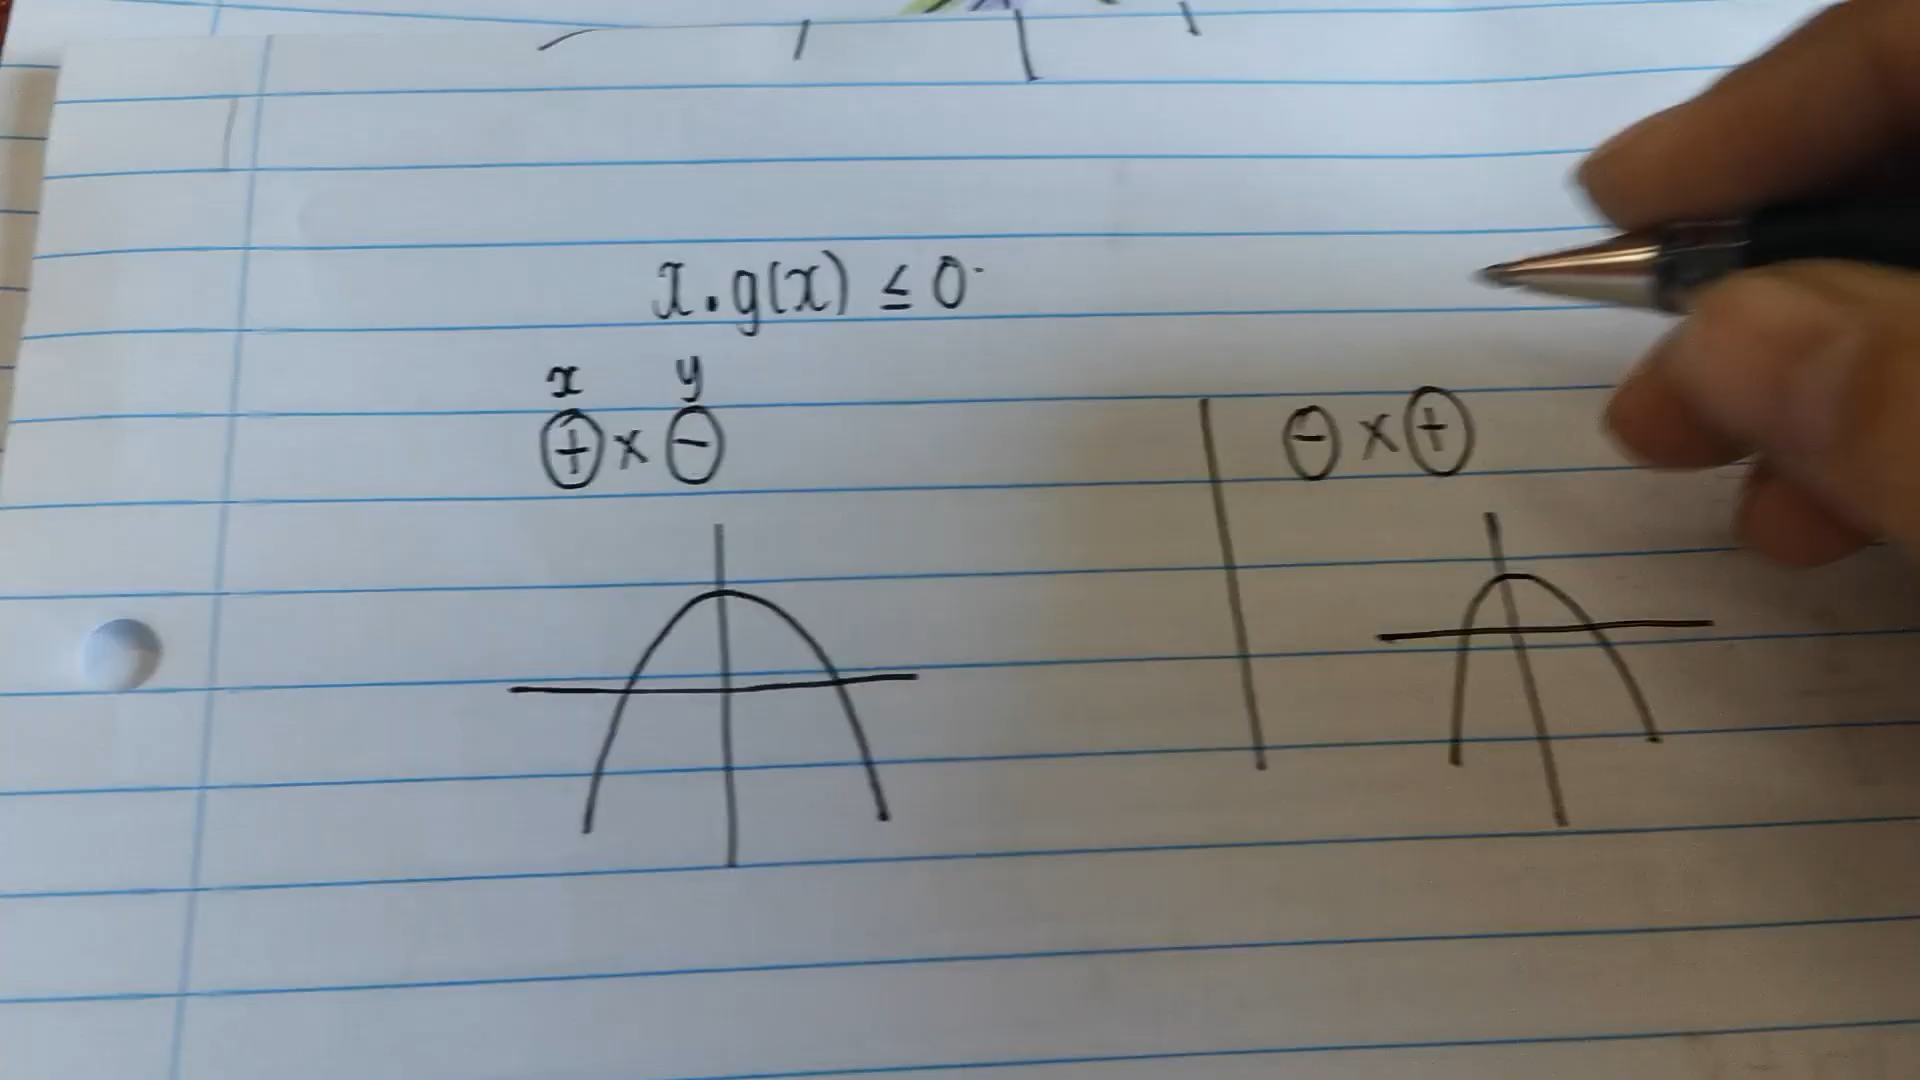 x.g(x) ≤ 0
x y
⊕ x ⊖
⊖ x ⊕